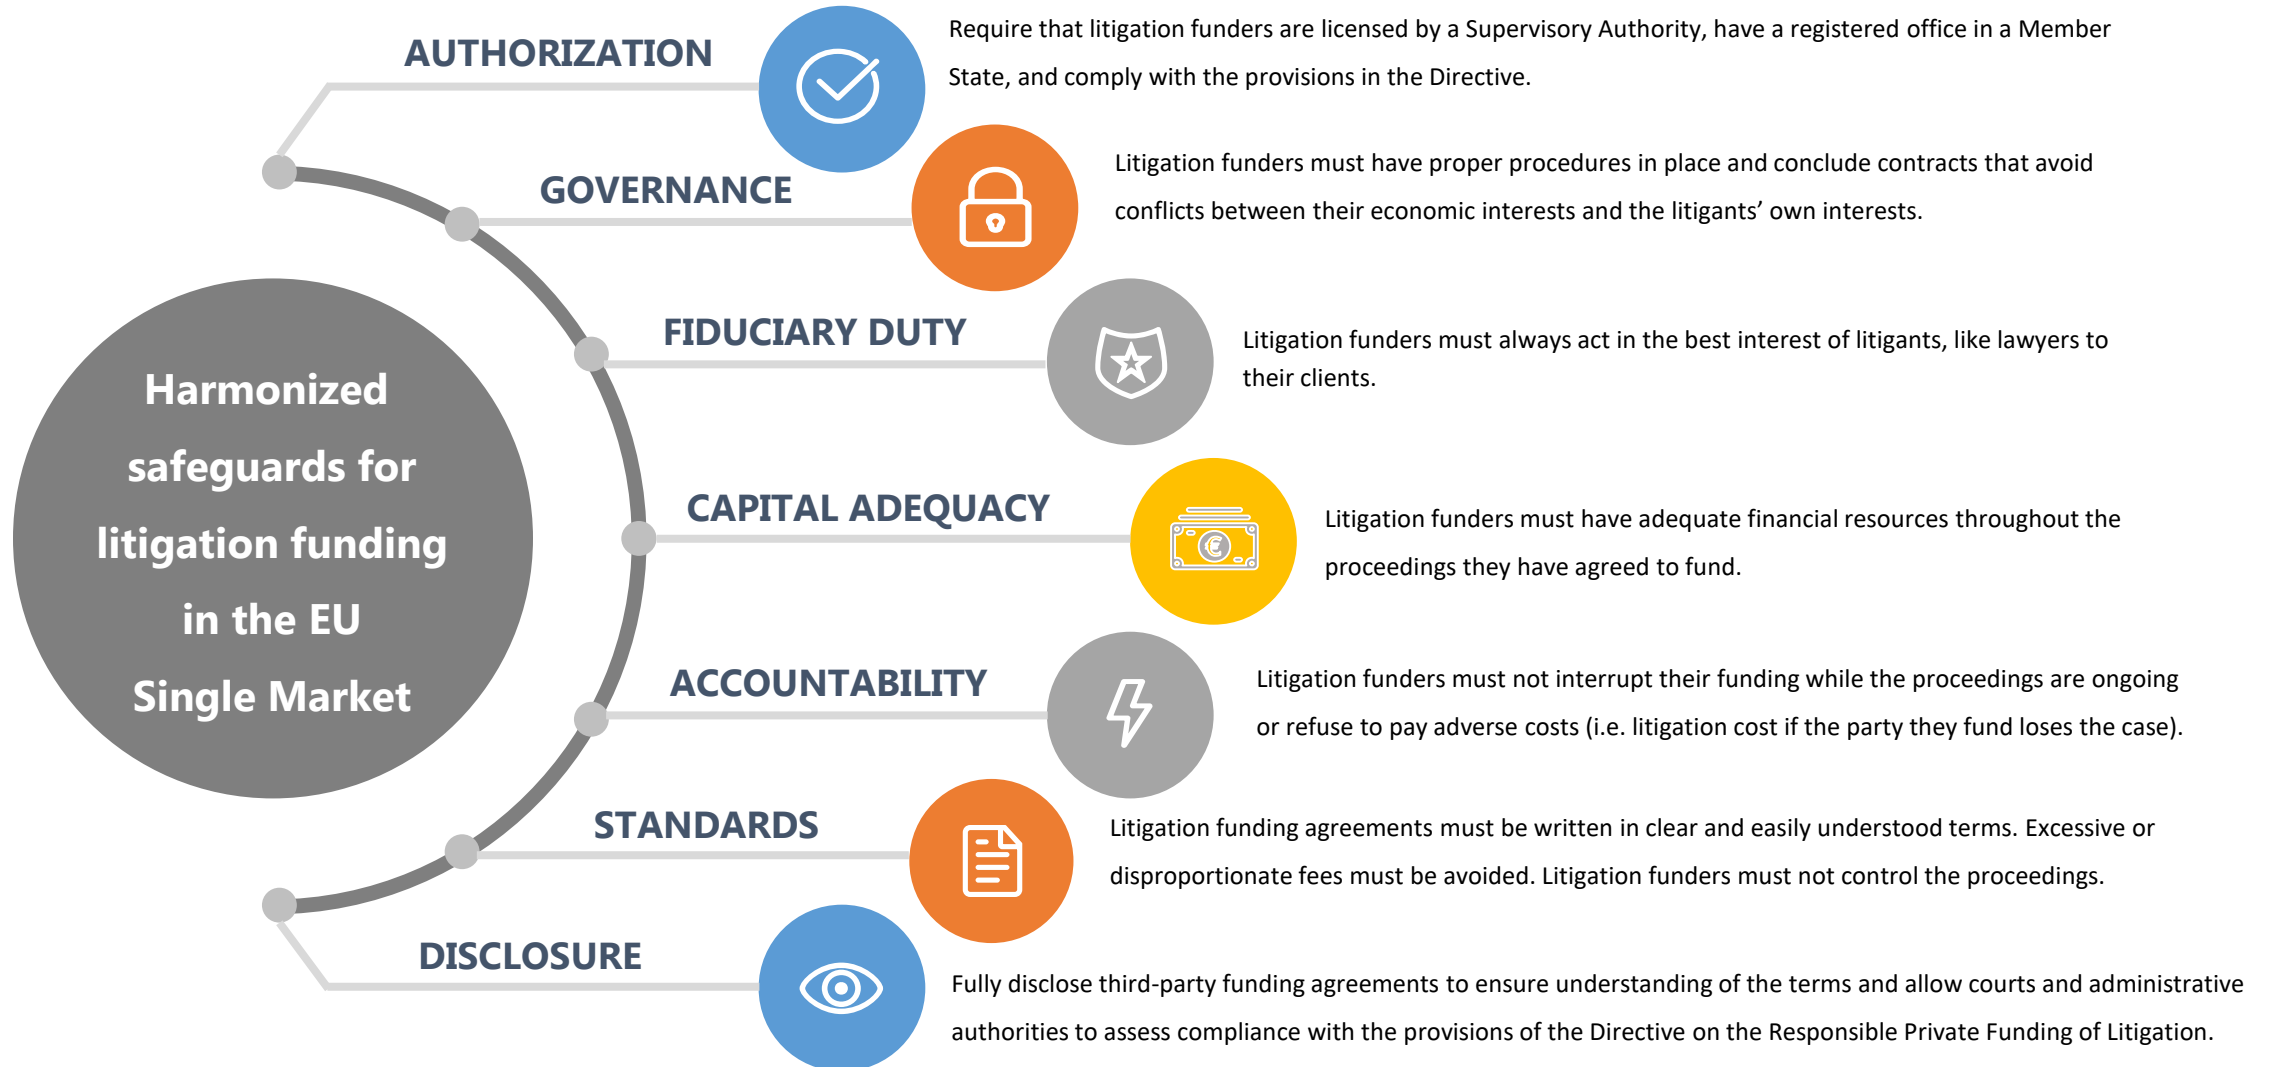 Harmonized
safeguards for
litigation funding
in the EU
Single Market
AUTHORIZATION
Require that litigation funders are licensed by a Supervisory Authority, have a registered office in a Member
State, and comply with the provisions in the Directive.
GOVERNANCE
Litigation funders must have proper procedures in place and conclude contracts that avoid
conflicts between their economic interests and the litigants’ own interests.
FIDUCIARY DUTY
Litigation funders must always act in the best interest of litigants, like lawyers to
their clients.
CAPITAL ADEQUACY
€
Litigation funders must have adequate financial resources throughout the
proceedings they have agreed to fund.
ACCOUNTABILITY
Litigation funders must not interrupt their funding while the proceedings are ongoing
or refuse to pay adverse costs (i.e. litigation cost if the party they fund loses the case).
STANDARDS
Litigation funding agreements must be written in clear and easily understood terms. Excessive or
disproportionate fees must be avoided. Litigation funders must not control the proceedings.
DISCLOSURE
Fully disclose third-party funding agreements to ensure understanding of the terms and allow courts and administrative
authorities to assess compliance with the provisions of the Directive on the Responsible Private Funding of Litigation.